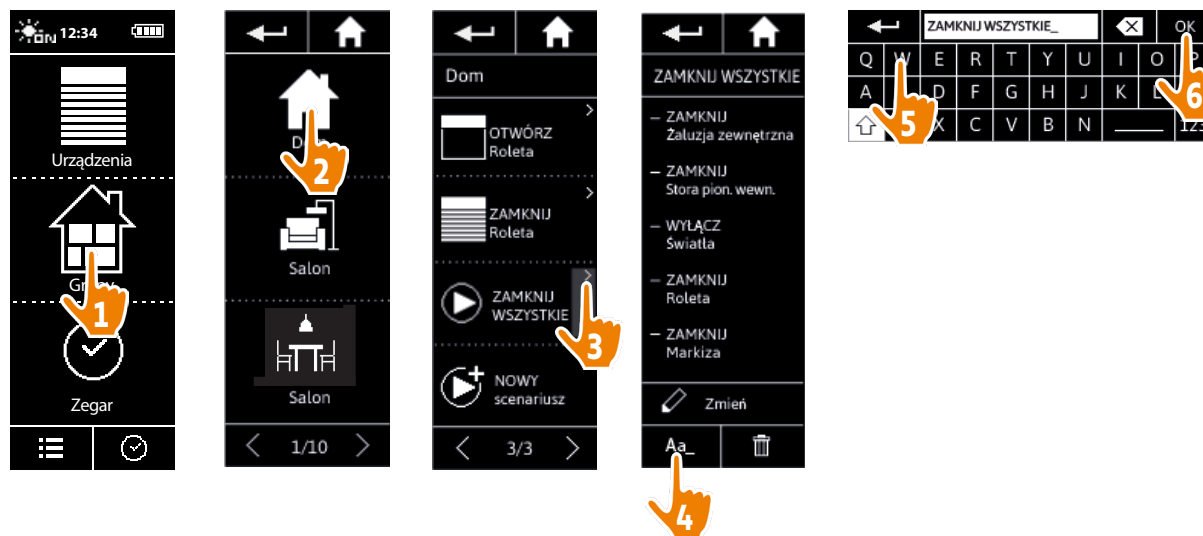 ON 12:34
Urządzenia
1
Zegar
2
Salon
Salon
1/10
Dom
OTWÓRZ
Roleta
ZAMKNIJ
Roleta
ZAMKNIJ
WSZYSTKIE
3
NOWY
scenariusz
3/3
ZAMKNIJ WSZYSTKIE
– ZAMKNIJ
Żaluzja zewnętrzna
– ZAMKNIJ
Stora pion. wewn.
– WYŁĄCZ
Światła
– ZAMKNIJ
Roleta
– ZAMKNIJ
Markiza
Zmień
Aa_
4
ZAMKNIJ WSZYSTKIE_ OK
Q W E R T Y U I O P
A D F G H J K L
X C V B N
5
6